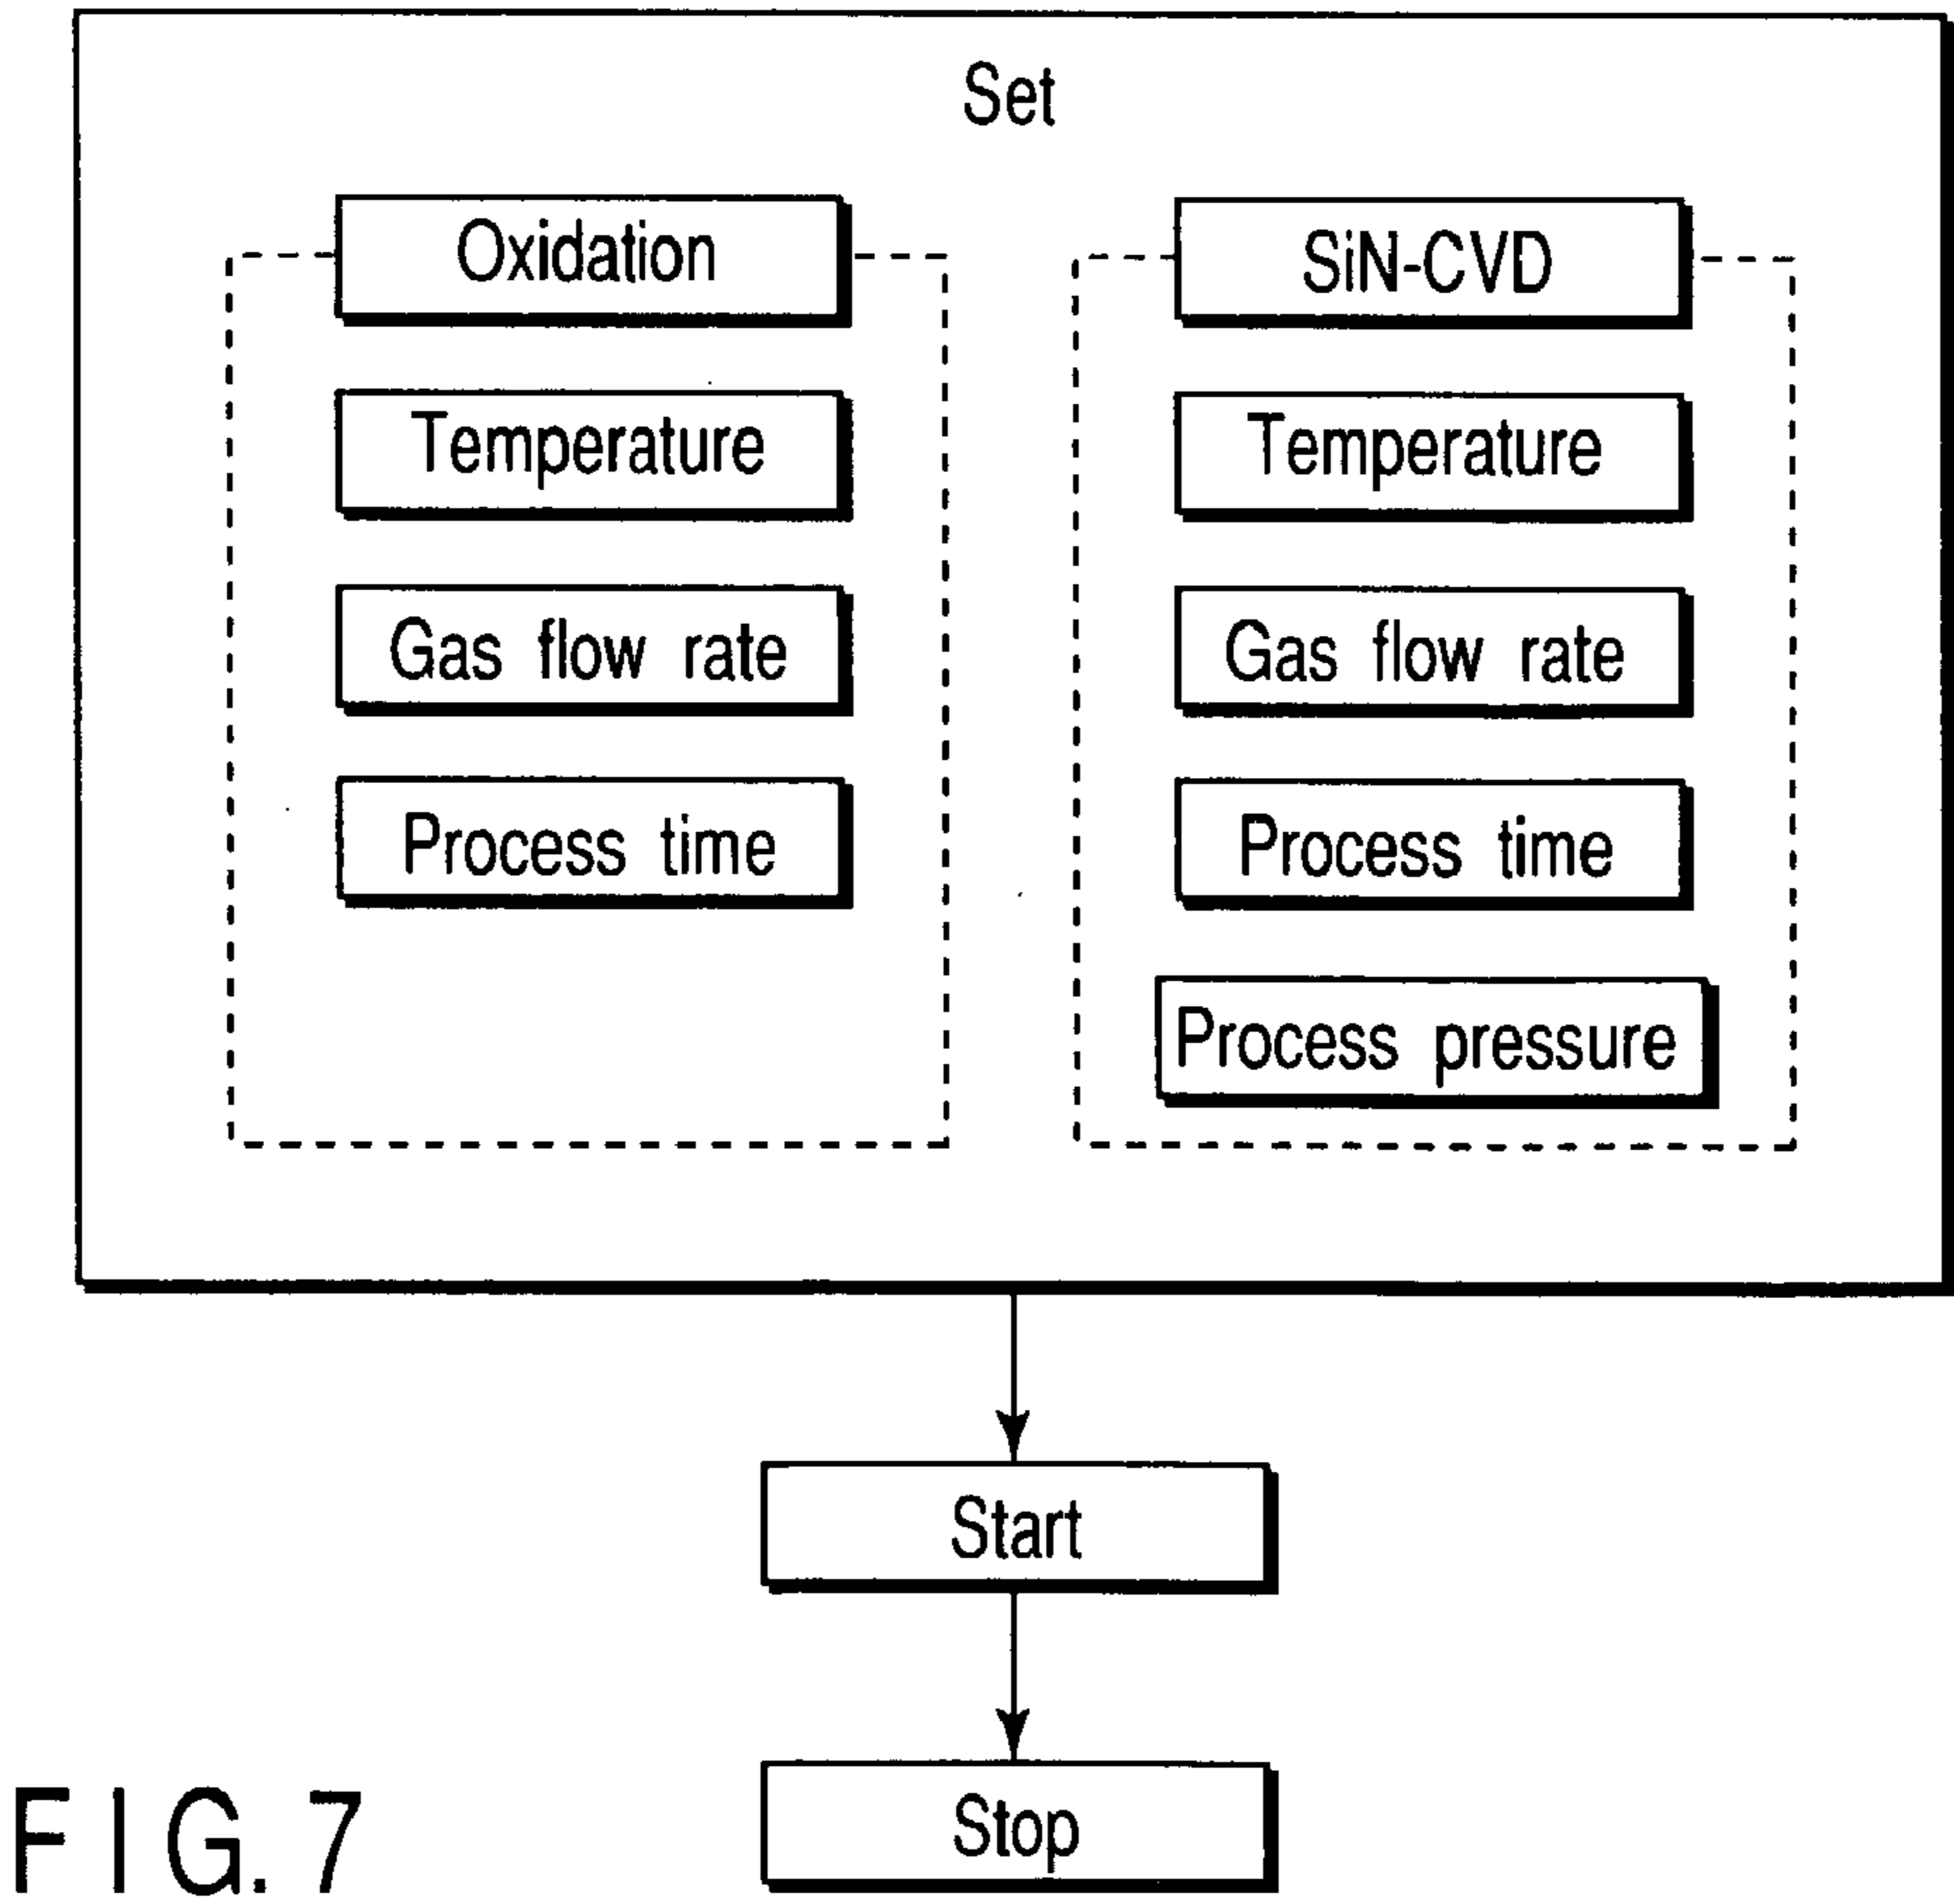 Set
Oxidation
Temperature
Gas flow rate
Process time
SiN-CVD
Temperature
Gas flow rate
Process time
Process pressure
Start
Stop
FIG. 7